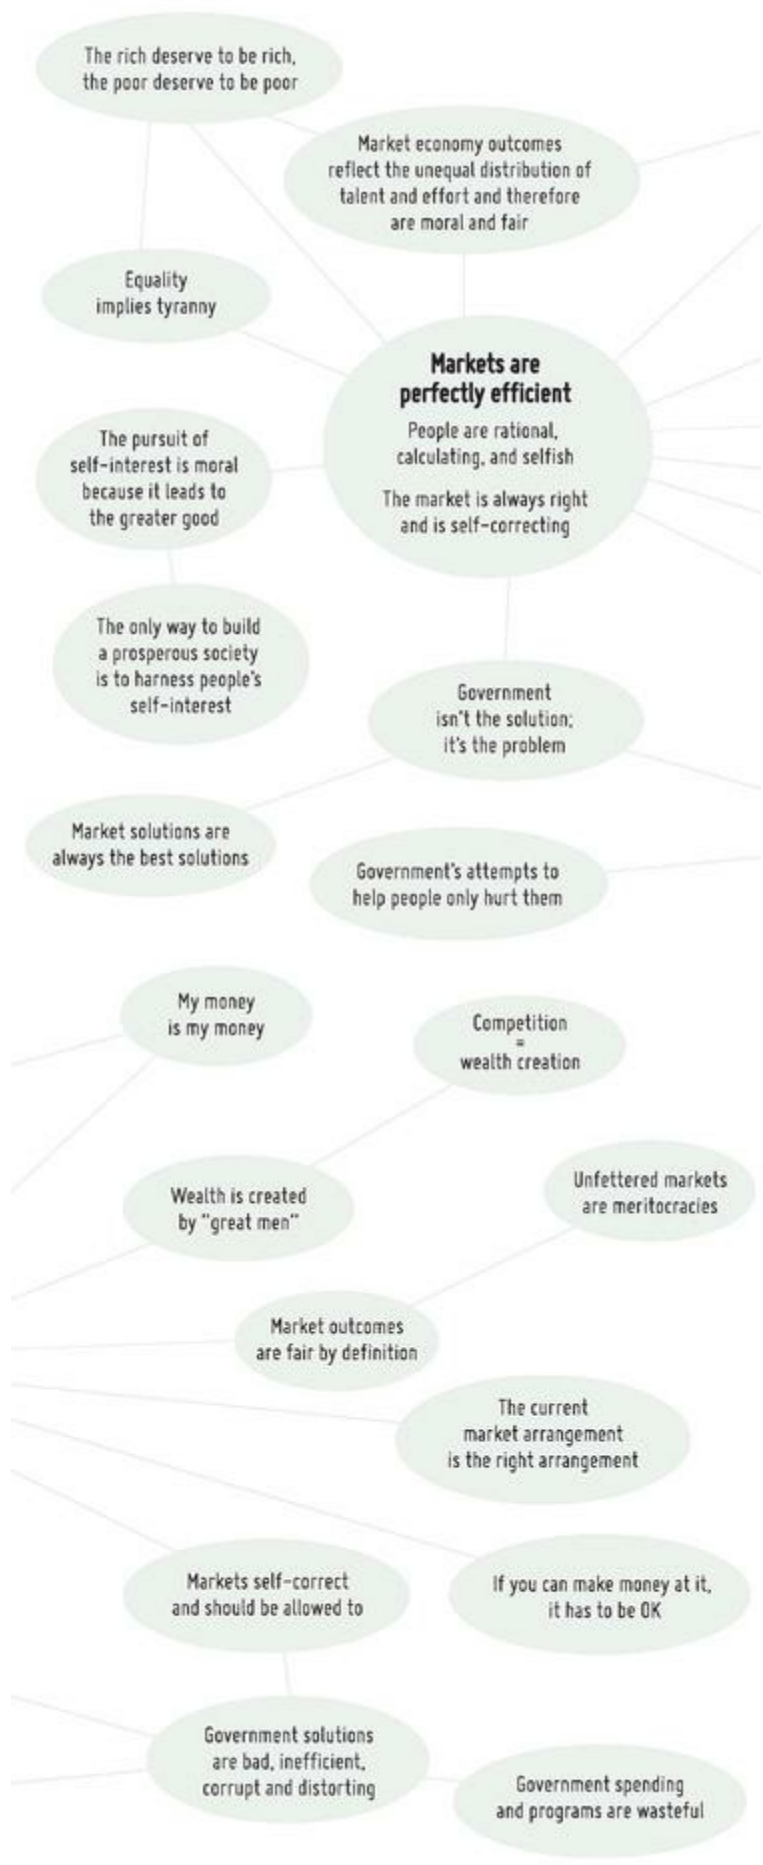 The rich deserve to be rich,
the poor deserve to be poor
Market economy outcomes
reflect the unequal distribution of
talent and effort and therefore
are moral and fair
Equality
implies tyranny
Markets are
perfectly efficient
People are rational,
calculating, and selfish
The market is always right
and is self-correcting
The pursuit of
self-interest is moral
because it leads to
the greater good
The only way to build
a prosperous society
is to harness people's
self-interest
Government
isn't the solution;
it's the problem
Market solutions are
always the best solutions
Government's attempts to
help people only hurt them
My money
is my money
Competition
=
wealth creation
Wealth is created
by "great men"
Unfettered markets
are meritocracies
Market outcomes
are fair by definition
The current
market arrangement
is the right arrangement
Markets self-correct
and should be allowed to
If you can make money at it,
it has to be OK
Government solutions
are bad, inefficient,
corrupt and distorting
Government spending
and programs are wasteful